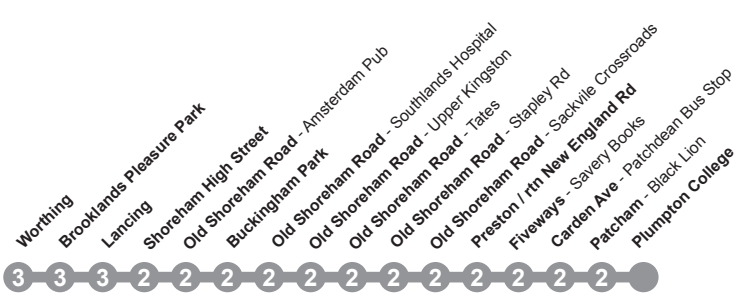 Worthing
Brooklands Pleasure Park
Lancing
Shoreham High Street
Old Shoreham Road - Amsterdam Pub
Buckingham Park
Old Shoreham Road - Southlands Hospital
Old Shoreham Road - Upper Kingston
Old Shoreham Road - Tates
Old Shoreham Road - Stapley Rd
Old Shoreham Road - Sackvile Crossroads
Preston / rtn New England Rd
Fiveways - Savery Books
Carden Ave - Patchdean Bus Stop
Patcham - Black Lion
Plumpton College
3 3 3 2 2 2 2 2 2 2 2 2 2 2 2